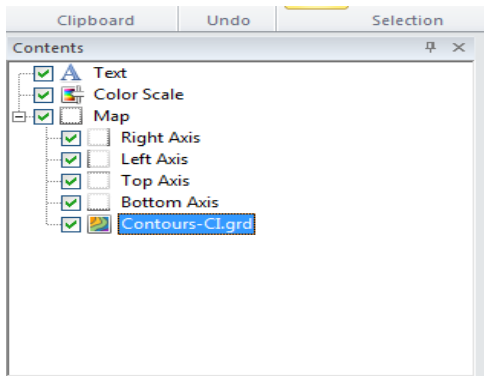 Clipboard Undo Selection
Contents
Text
Color Scale
Map
Right Axis
Left Axis
Top Axis
Bottom Axis
Contours-CI.grd